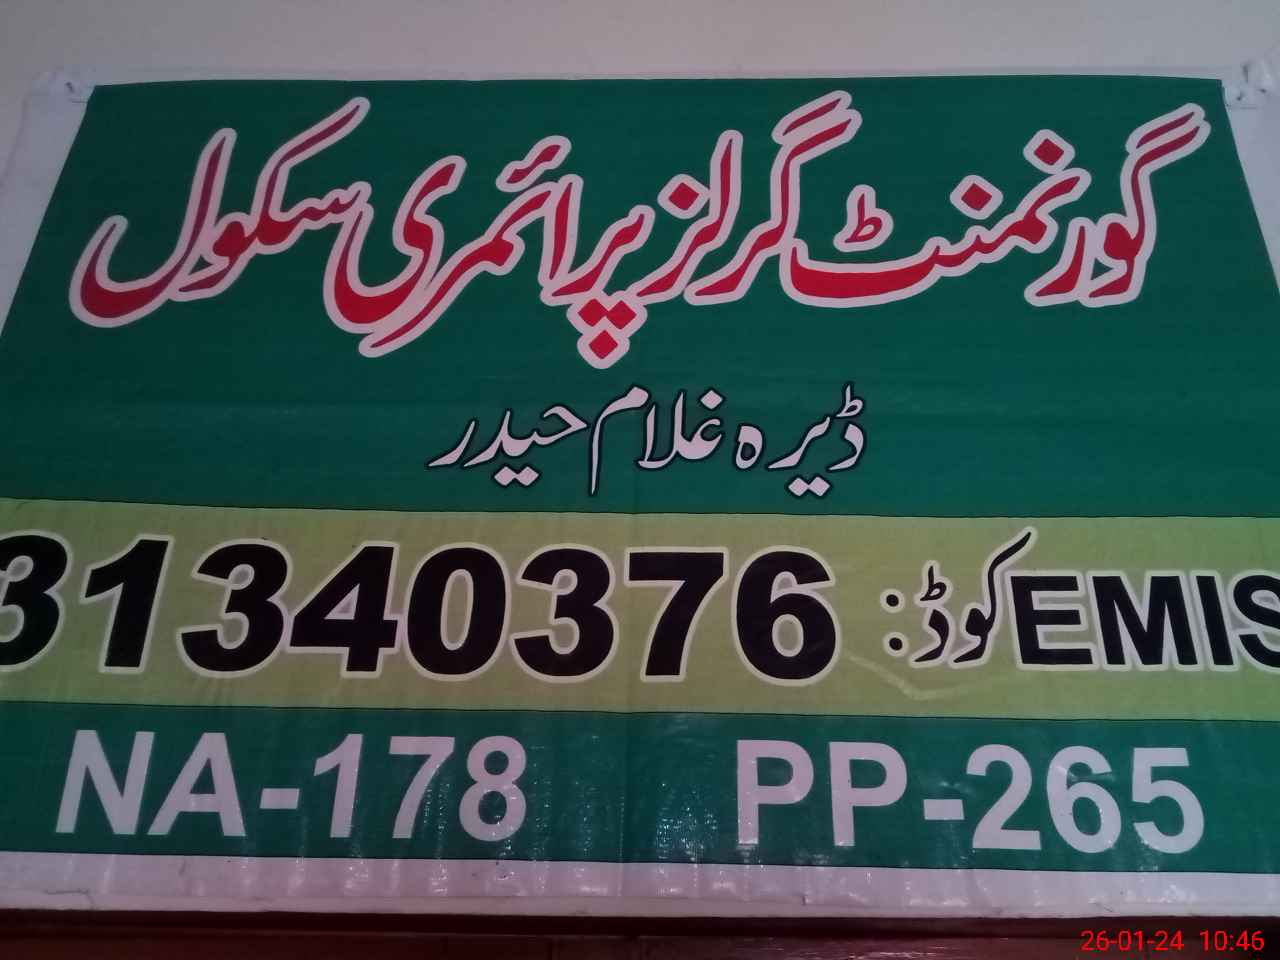 گورنمنٹ گرلز پرائمری سکول
ڈیرہ غلام حیدر
EMIS کوڈ: 31340376
NA-178 PP-265
26-01-24 10:46